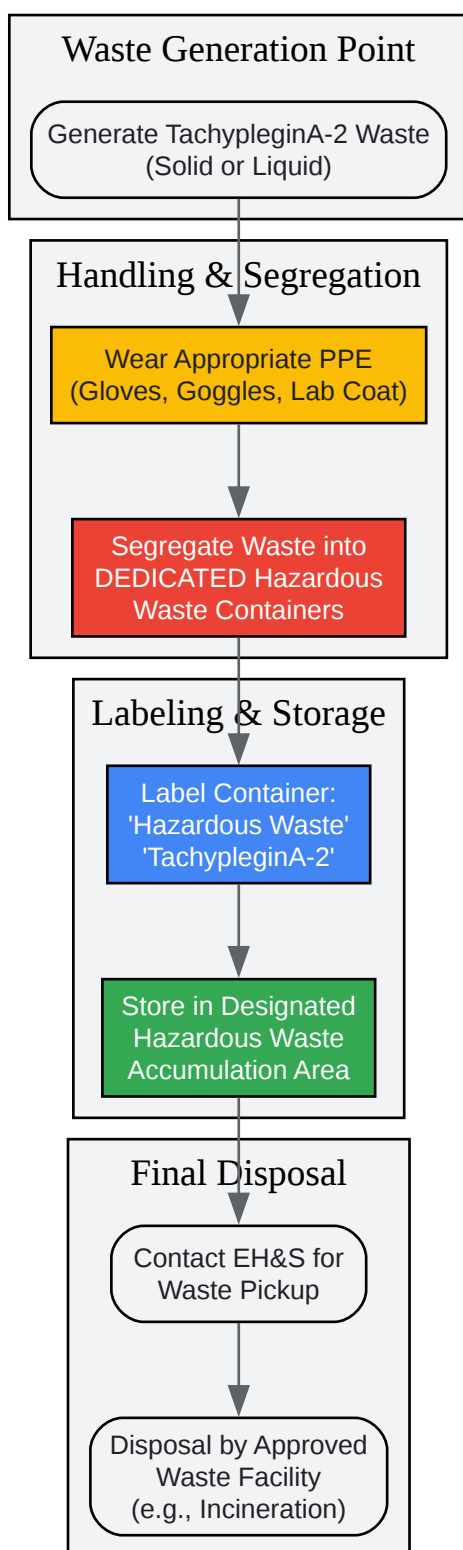 Waste Generation Point
Generate TachypleginA-2 Waste
(Solid or Liquid)
Handling & Segregation
Wear Appropriate PPE
(Gloves, Goggles, Lab Coat)
Segregate Waste into
DEDICATED Hazardous
Waste Containers
Labeling & Storage
Label Container:
'Hazardous Waste'
'TachypleginA-2'
Store in Designated
Hazardous Waste
Accumulation Area
Final Disposal
Contact EH&S for
Waste Pickup
Disposal by Approved
Waste Facility
(e.g., Incineration)